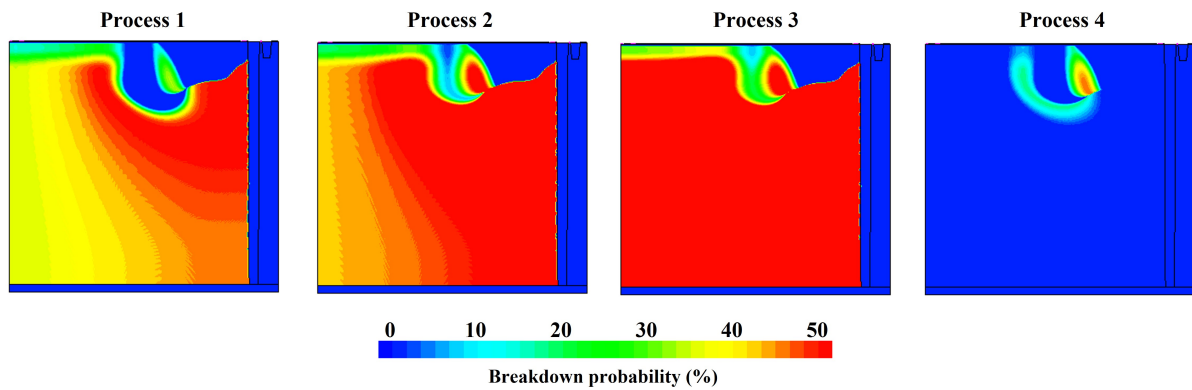 Process 1 Process 2 Process 3 Process 4
0 10 20 30 40 50
Breakdown probability (%)